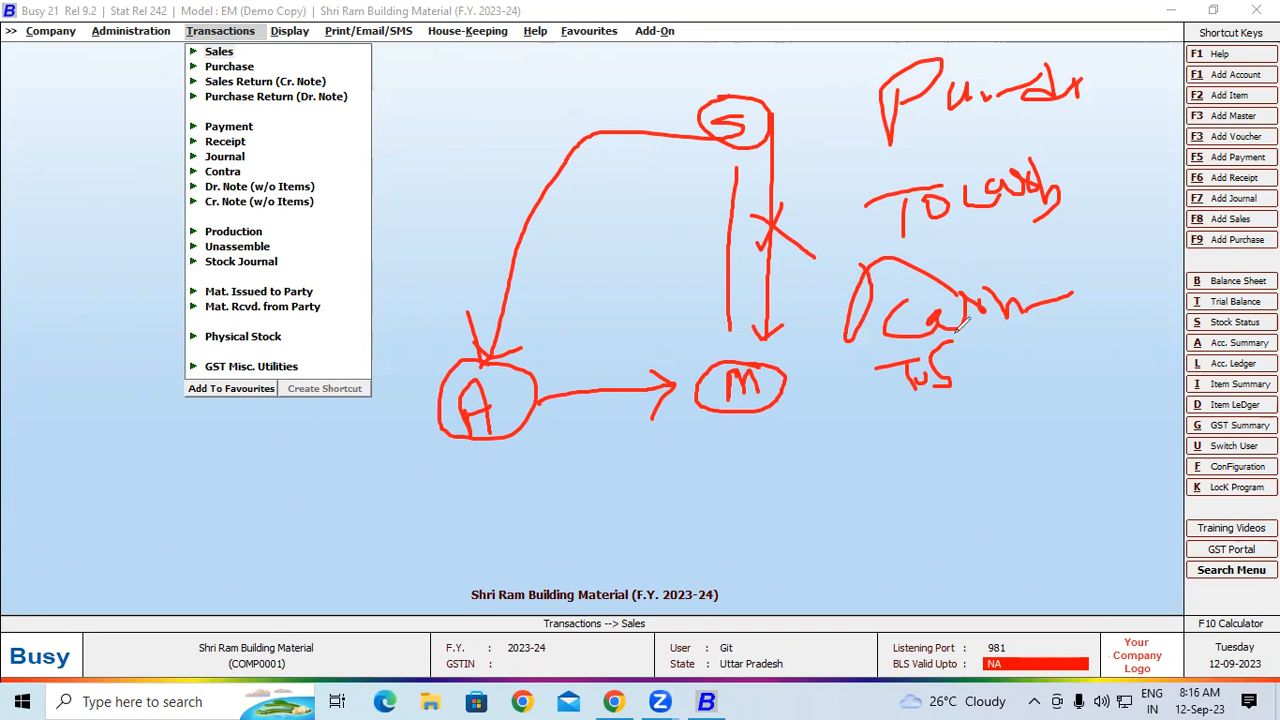 Busy 21 Rel 9.2 | Stat Rel 242 | Model : EM (Demo Copy) | Shri Ram Building Material (F.Y. 2023-24)
>> Company Administration Transactions Display Print/Email/SMS House-Keeping Help Favourites Add-On
Sales
Purchase
Sales Return (Cr. Note)
Purchase Return (Dr. Note)
Payment
Receipt
Journal
Contra
Dr. Note (w/o Items)
Cr. Note (w/o Items)
Production
Unassemble
Stock Journal
Mat. Issued to Party
Mat. Rcvd. from Party
Physical Stock
GST Misc. Utilities
Add To Favourites Create Shortcut
S
A
M
Pur dr
To Cash
Cash
To S
Shortcut Keys
F1 Help
F1 Add Account
F2 Add Item
F3 Add Master
F3 Add Voucher
F5 Add Payment
F6 Add Receipt
F7 Add Journal
F8 Add Sales
F9 Add Purchase
B Balance Sheet
T Trial Balance
S Stock Status
A Acc. Summary
L Acc. Ledger
I Item Summary
D Item LeDger
G GST Summary
U Switch User
F Configuration
K LocK Program
Training Videos
GST Portal
Search Menu
Shri Ram Building Material (F.Y. 2023-24)
Transactions --> Sales
F10 Calculator
Busy
Shri Ram Building Material
(COMP0001)
F.Y. : 2023-24
GSTIN :
User : Git
State : Uttar Pradesh
Listening Port : 981
BLS Valid Upto : NA
Your
Company
Logo
Tuesday
12-09-2023
Type here to search
26°C Ready
ENG
IN
8:16 AM
12-Sep-23